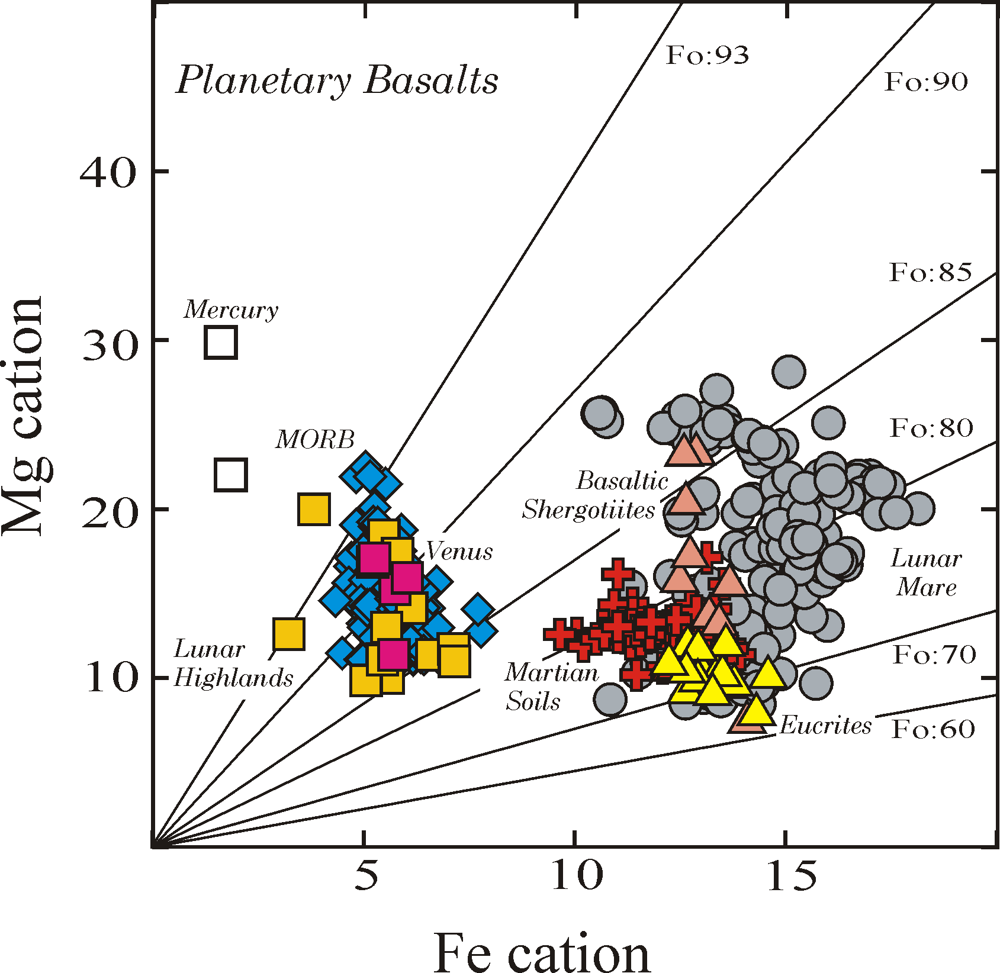 Planetary Basalts
Fo:93
Fo:90
40
Fo:85
Mercury
30
Fo:80
MORB
Basaltic
Shergotiites
20
Venus
Lunar
Mare
Lunar
Highlands
Martian
Soils
Fo:70
10
Eucrites
Fo:60
Mg cation
5
10
15
Fe cation